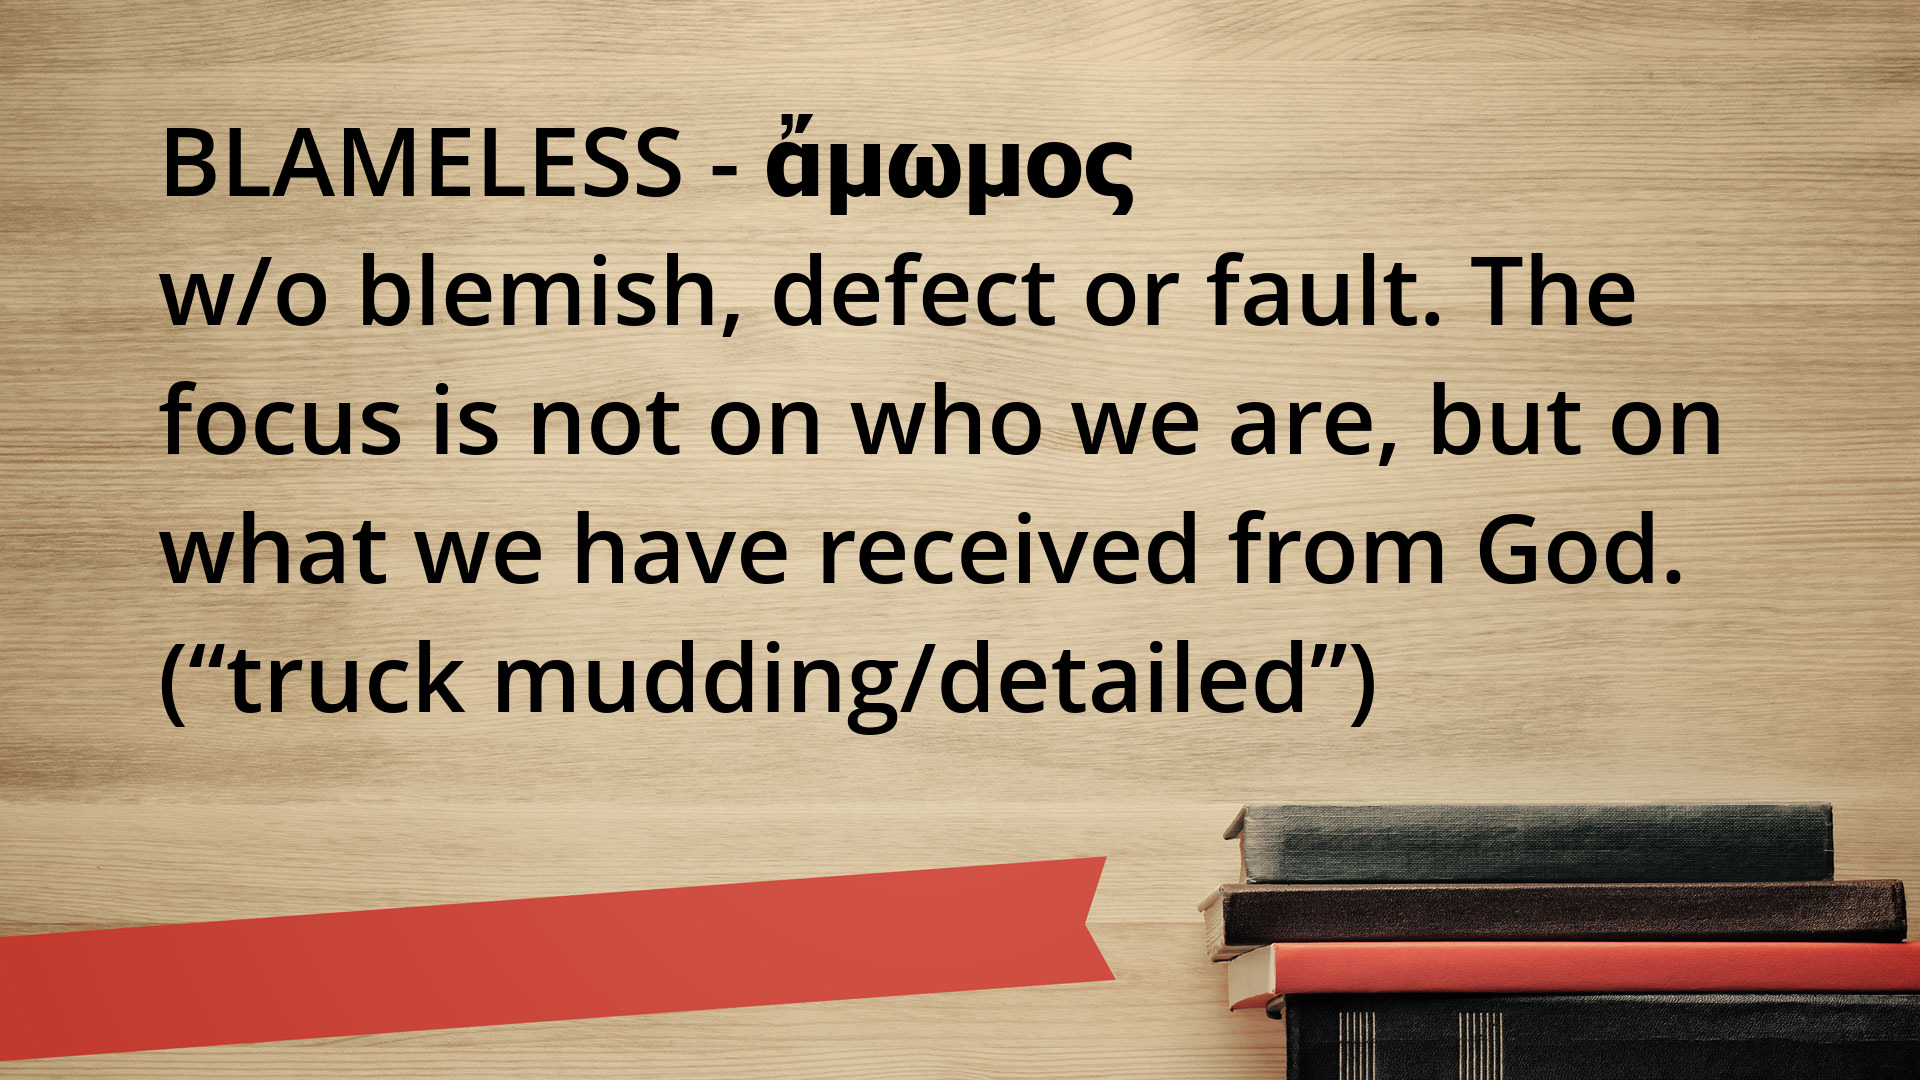 BLAMELESS - ἄμωμος
w/o blemish, defect or fault. The
focus is not on who we are, but on
what we have received from God.
(“truck mudding/detailed”)